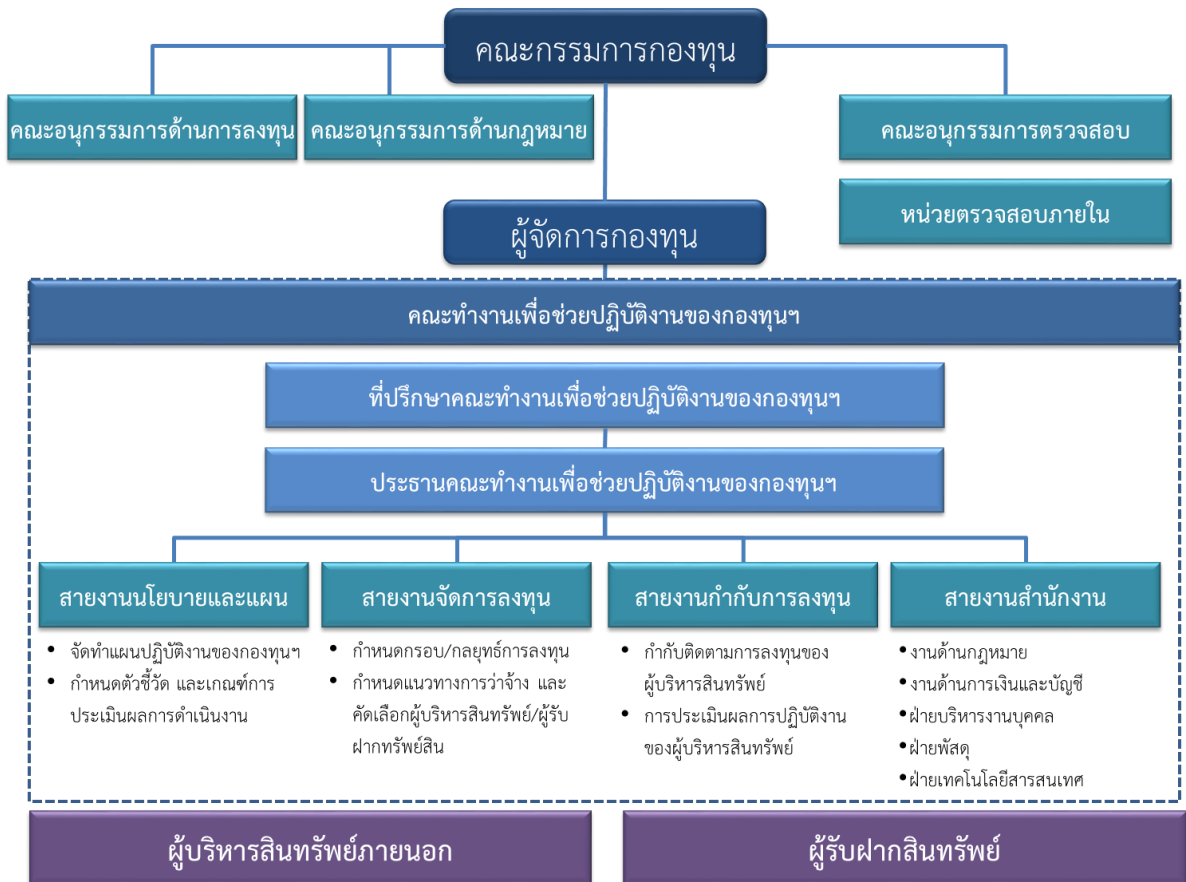 คณะกรรมการกองทุน
คณะอนุกรรมการด้านการลงทุน
คณะอนุกรรมการด้านกฎหมาย
คณะอนุกรรมการตรวจสอบ
หน่วยตรวจสอบภายใน
ผู้จัดการกองทุน
คณะทำงานเพื่อช่วยปฏิบัติงานของกองทุนฯ
ที่ปรึกษาคณะทำงานเพื่อช่วยปฏิบัติงานของกองทุนฯ
ประธานคณะทำงานเพื่อช่วยปฏิบัติงานของกองทุนฯ
สายงานนโยบายและแผน
• จัดทำแผนปฏิบัติงานของกองทุนฯ
• กำหนดตัวชี้วัด และเกณฑ์การ
ประเมินผลการดำเนินงาน
สายงานจัดการลงทุน
• กำหนดกรอบ/กลยุทธ์การลงทุน
• กำหนดแนวทางการว่าจ้าง และ
คัดเลือกผู้บริหารสินทรัพย์/ผู้รับ
ฝากทรัพย์สิน
สายงานกำกับการลงทุน
• กำกับติดตามการลงทุนของ
ผู้บริหารสินทรัพย์
• การประเมินผลการปฏิบัติงาน
ของผู้บริหารสินทรัพย์
สายงานสำนักงาน
•งานด้านกฎหมาย
•งานด้านการเงินและบัญชี
•ฝ่ายบริหารงานบุคคล
•ฝ่ายพัสดุ
•ฝ่ายเทคโนโลยีสารสนเทศ
ผู้บริหารสินทรัพย์ภายนอก
ผู้รับฝากสินทรัพย์